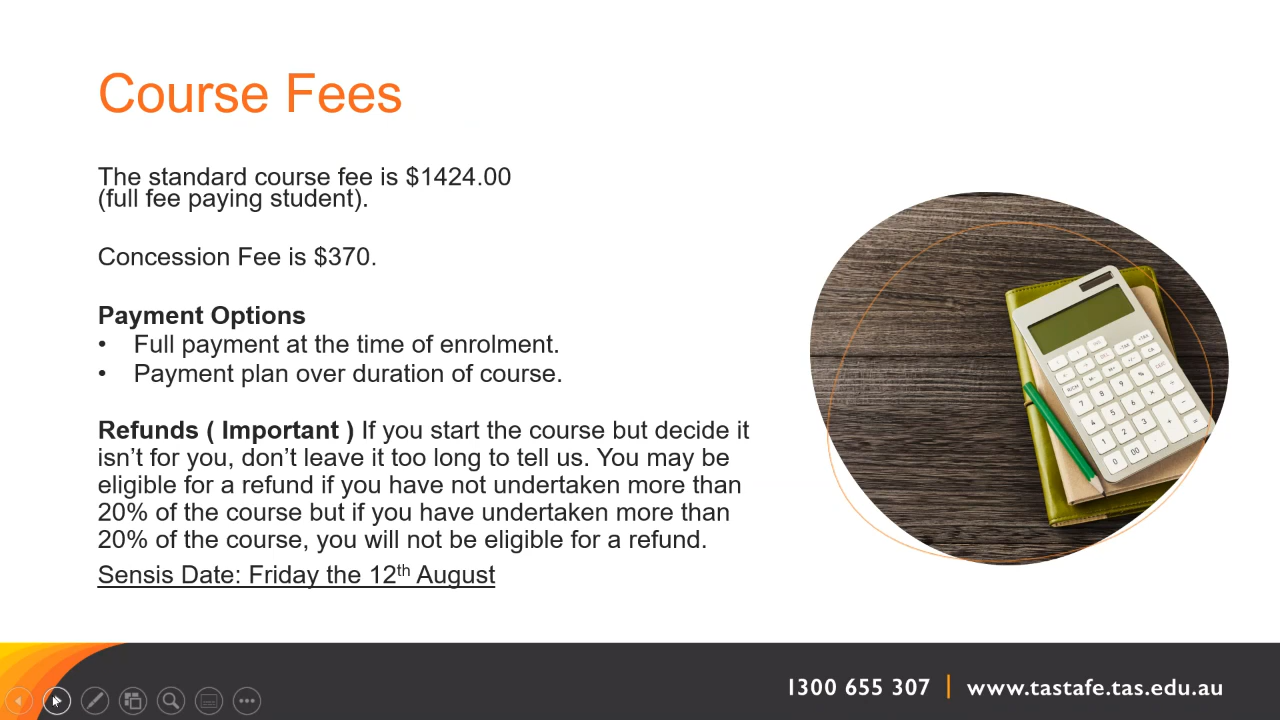 Course Fees
The standard course fee is $1424.00
(full fee paying student).
Concession Fee is $370.
Payment Options
• Full payment at the time of enrolment.
• Payment plan over duration of course.
Refunds ( Important ) If you start the course but decide it
isn’t for you, don’t leave it too long to tell us. You may be
eligible for a refund if you have not undertaken more than
20% of the course but if you have undertaken more than
20% of the course, you will not be eligible for a refund.
Sensis Date: Friday the 12th August
1300 655 307 | www.tastafe.tas.edu.au